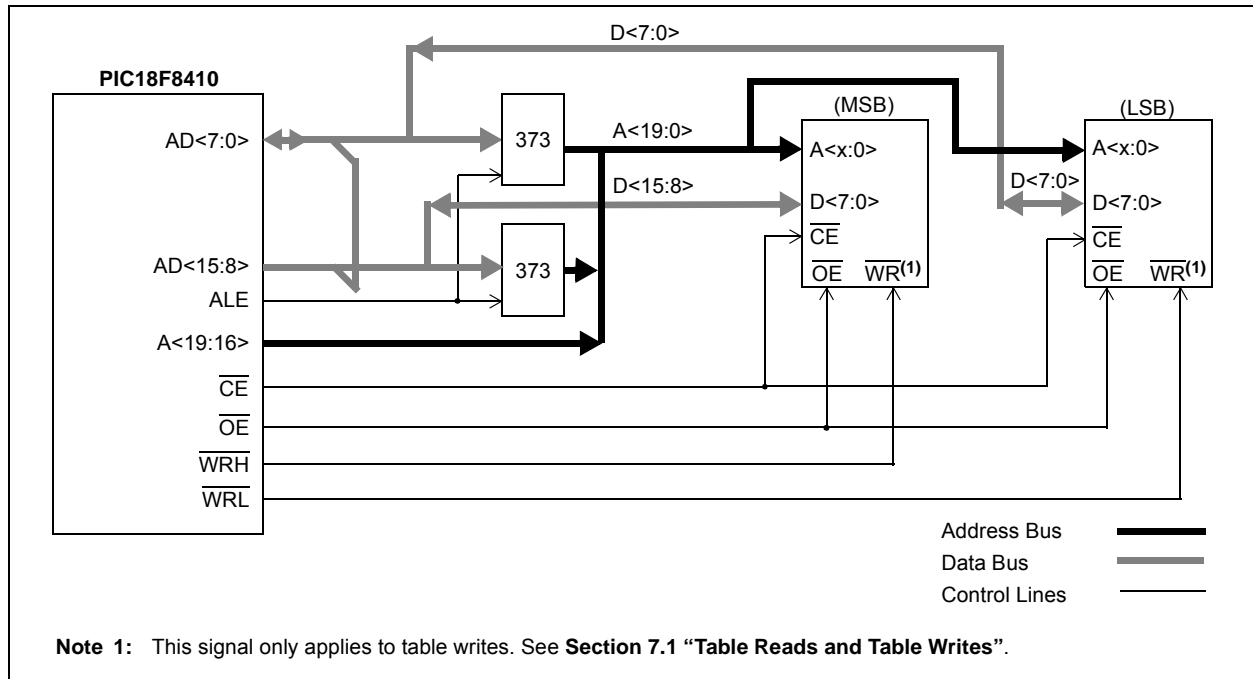 D<7:0>
PIC18F8410
AD<7:0>
373
A<19:0>
(MSB)
A<x:0>
D<7:0>
CE
OE WR(1)
(LSB)
A<x:0>
D<7:0>
D<7:0>
CE
OE WR(1)
D<15:8>
AD<15:8>
373
ALE
A<19:16>
CE
OE
WRH
WRL
Address Bus
Data Bus
Control Lines
Note 1: This signal only applies to table writes. See Section 7.1 “Table Reads and Table Writes”.